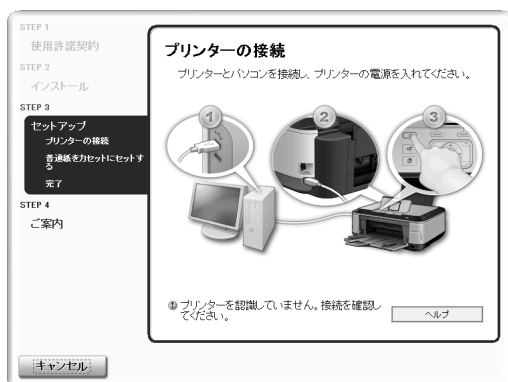 STEP 1
使用許諾契約
STEP 2
インストール
STEP 3
セットアップ
プリンターの接続
普通紙をカセットにセットす
る
完了
STEP 4
ご案内
プリンターの接続
プリンターとパソコンを接続し、プリンターの電源を入れてください。
1
2
3
プリンターを認識していません。接続を確認し
てください。
ヘルプ
キャンセル